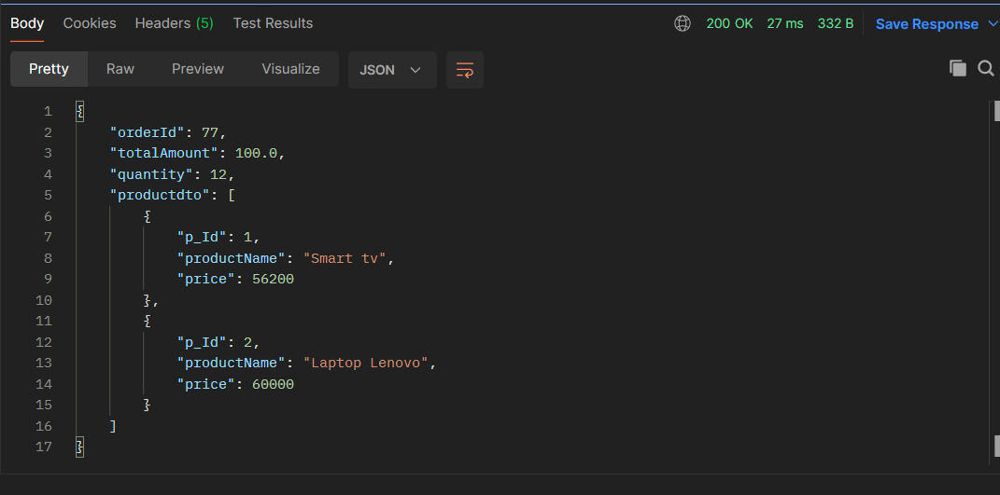 Body Cookies Headers (5) Test Results 200 OK 27 ms 332 B Save Response
Pretty Raw Preview Visualize JSON
1 {
2 "orderId": 77,
3 "totalAmount": 100.0,
4 "quantity": 12,
5 "productdto": [
6 {
7 "p_Id": 1,
8 "productName": "Smart tv",
9 "price": 56200
10 },
11 {
12 "p_Id": 2,
13 "productName": "Laptop Lenovo",
14 "price": 60000
15 }
16 ]
17 }